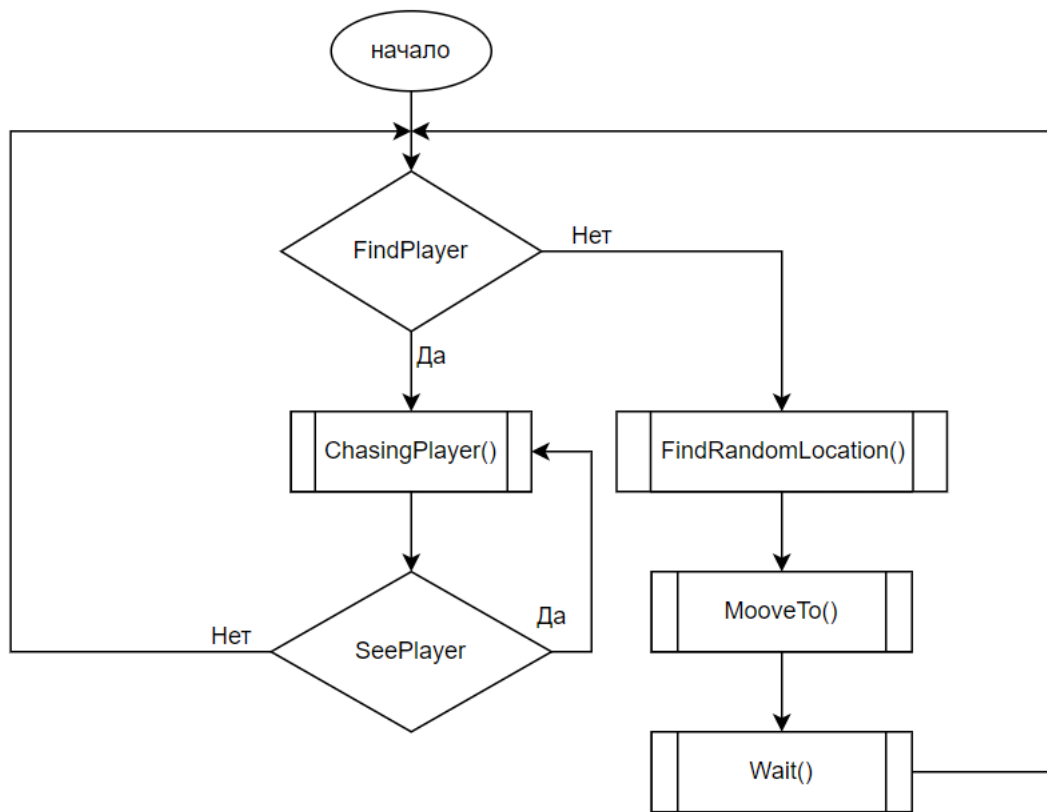 начало
FindPlayer
Нет
Да
ChasingPlayer()
FindRandomLocation()
MooveTo()
Нет
SeePlayer
Да
Wait()